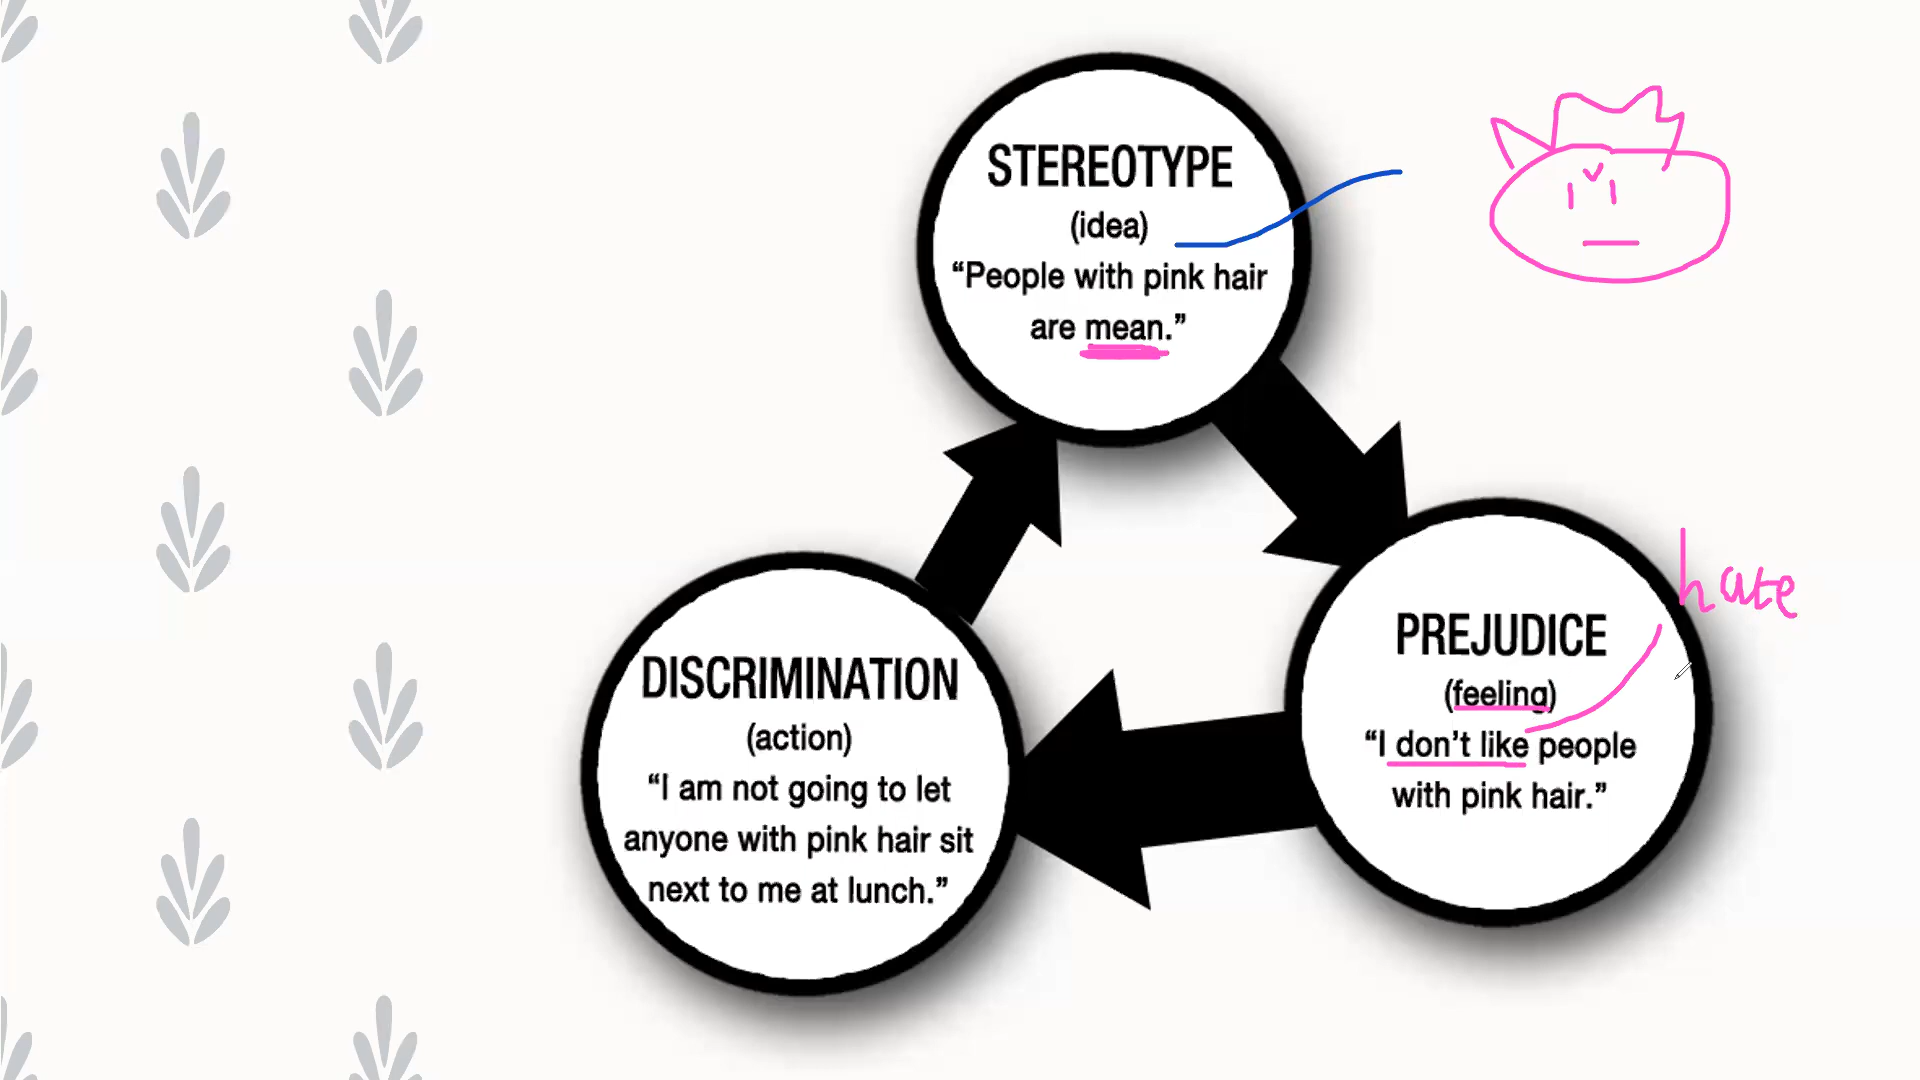 STEREOTYPE
(idea)
“People with pink hair
are mean.”
hate
PREJUDICE
(feeling)
“I don’t like people
with pink hair.”
DISCRIMINATION
(action)
“I am not going to let
anyone with pink hair sit
next to me at lunch.”